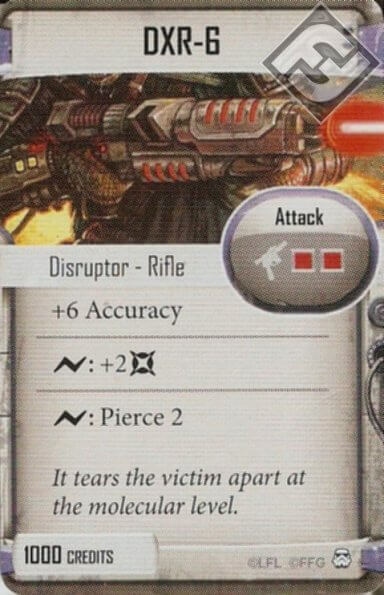 DXR-6
Attack
Disruptor - Rifle
+6 Accuracy
: +2
: Pierce 2
It tears the victim apart at
the molecular level.
1000 CREDITS
©LFL ©FFG